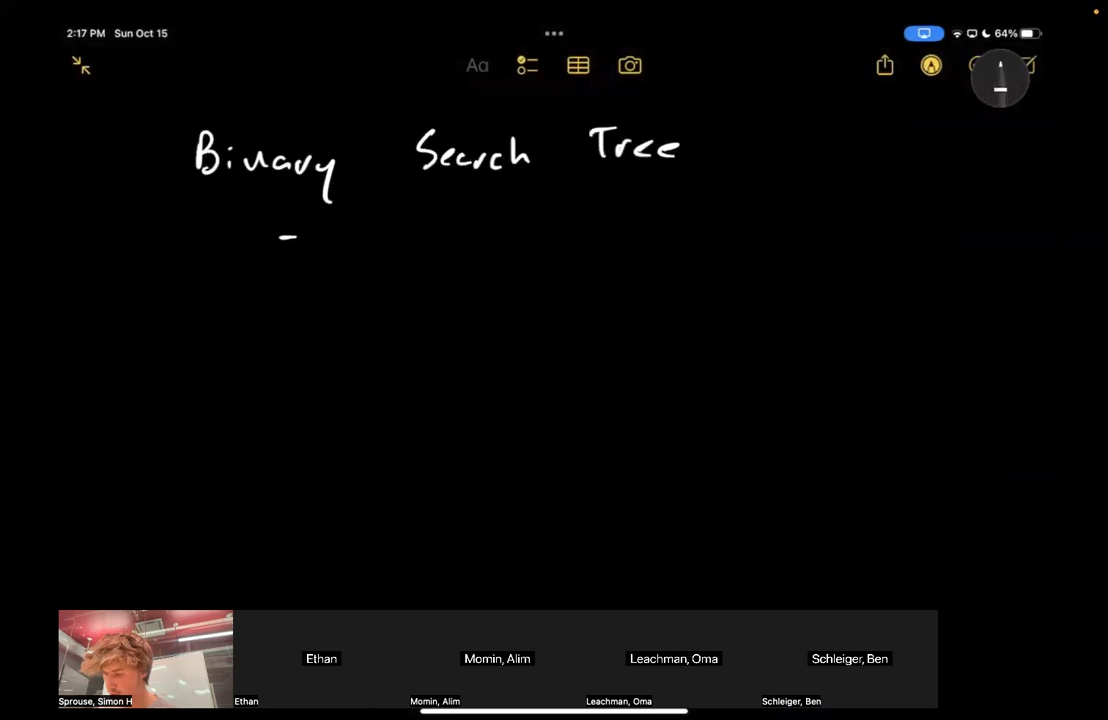 2:17 PM Sun Oct 15
64%
Aa
Binary Search Tree
-
Ethan
Momin, Alim
Leachman, Oma
Schleiger, Ben
Sprouse, Simon H
Ethan
Momin, Alim
Leachman, Oma
Schleiger, Ben